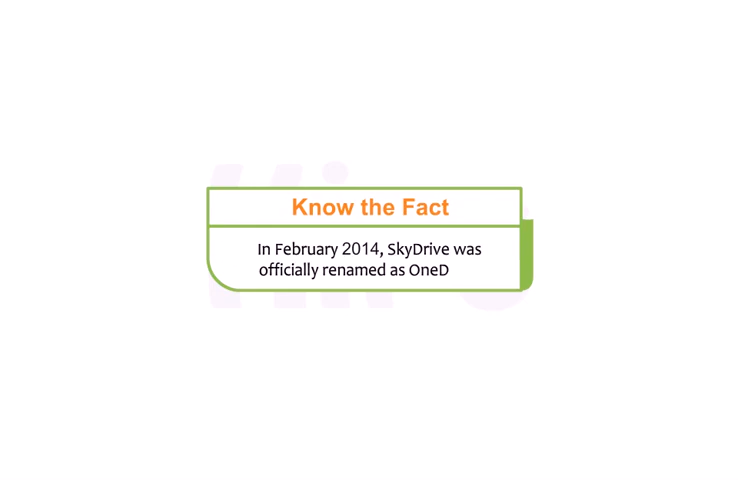 Know the Fact
In February 2014, SkyDrive was
officially renamed as OneD